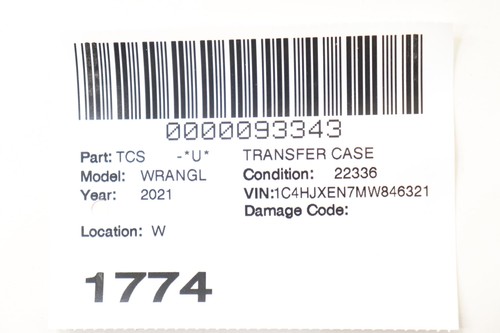 0000093343
Part: TCS -*U* TRANSFER CASE
Model: WRANGL Condition: 22336
Year: 2021 VIN:1C4HJXEN7MW846321
Damage Code:
Location: W
1774